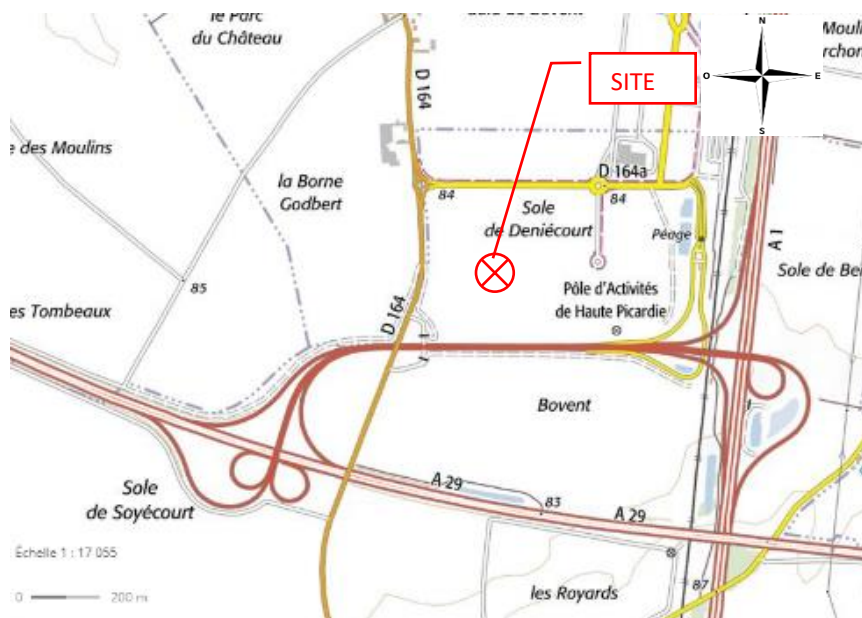 le Parc
du Château
D 164
SITE
N
O
E
S
Mouli
e des Moulins
la Borne
Godbert
D 164a
84
84
Sole
de Deniécourt
Péage
A 1
Sole de Be
85
Pôle d'Activités
de Haute Picardie
es Tombeaux
D 164
Bovent
A 29
83
A 29
Sole
de Soyécourt
Échelle 1 : 17 055
0
200 m
les Royards
87